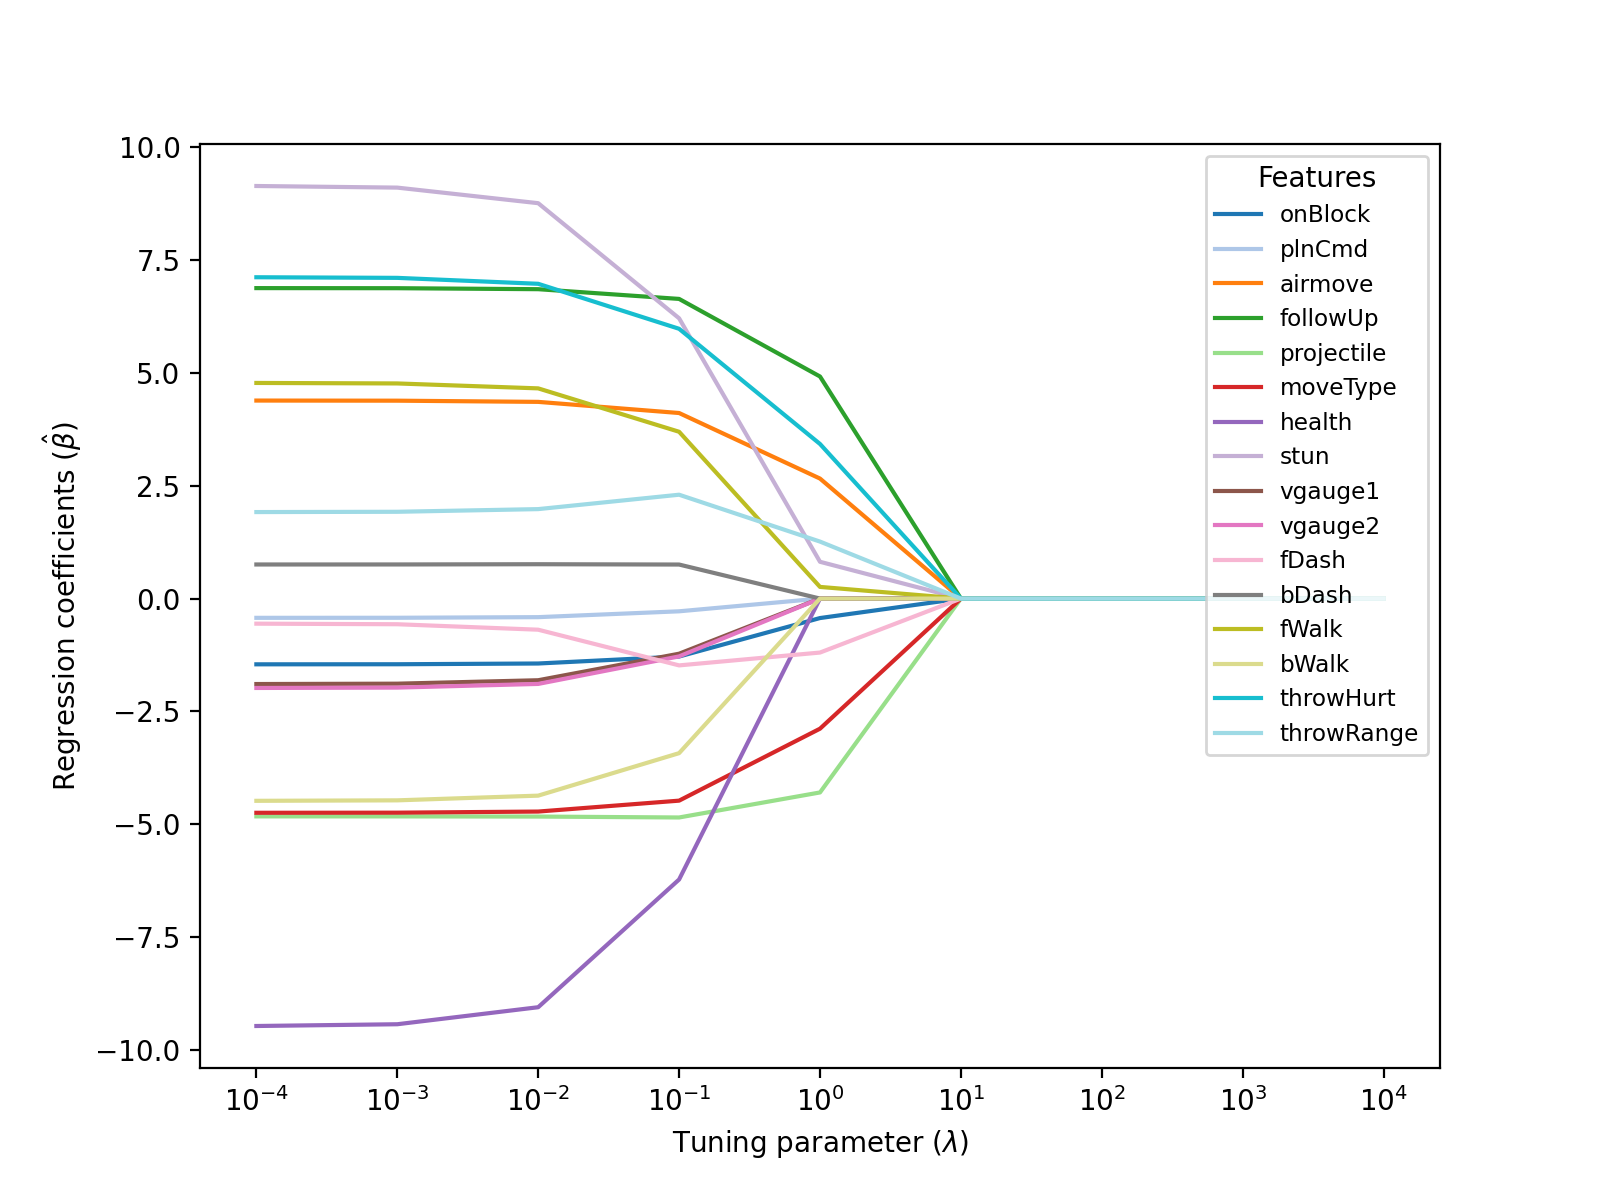 10.0
7.5
5.0
2.5
0.0
−2.5
−5.0
−7.5
−10.0
Regression coefficients (β̂)
10⁻⁴
10⁻³
10⁻²
10⁻¹
10⁰
10¹
10²
10³
10⁴
Tuning parameter (λ)
Features
onBlock
plnCmd
airmove
followUp
projectile
moveType
health
stun
vgauge1
vgauge2
fDash
bDash
fWalk
bWalk
throwHurt
throwRange